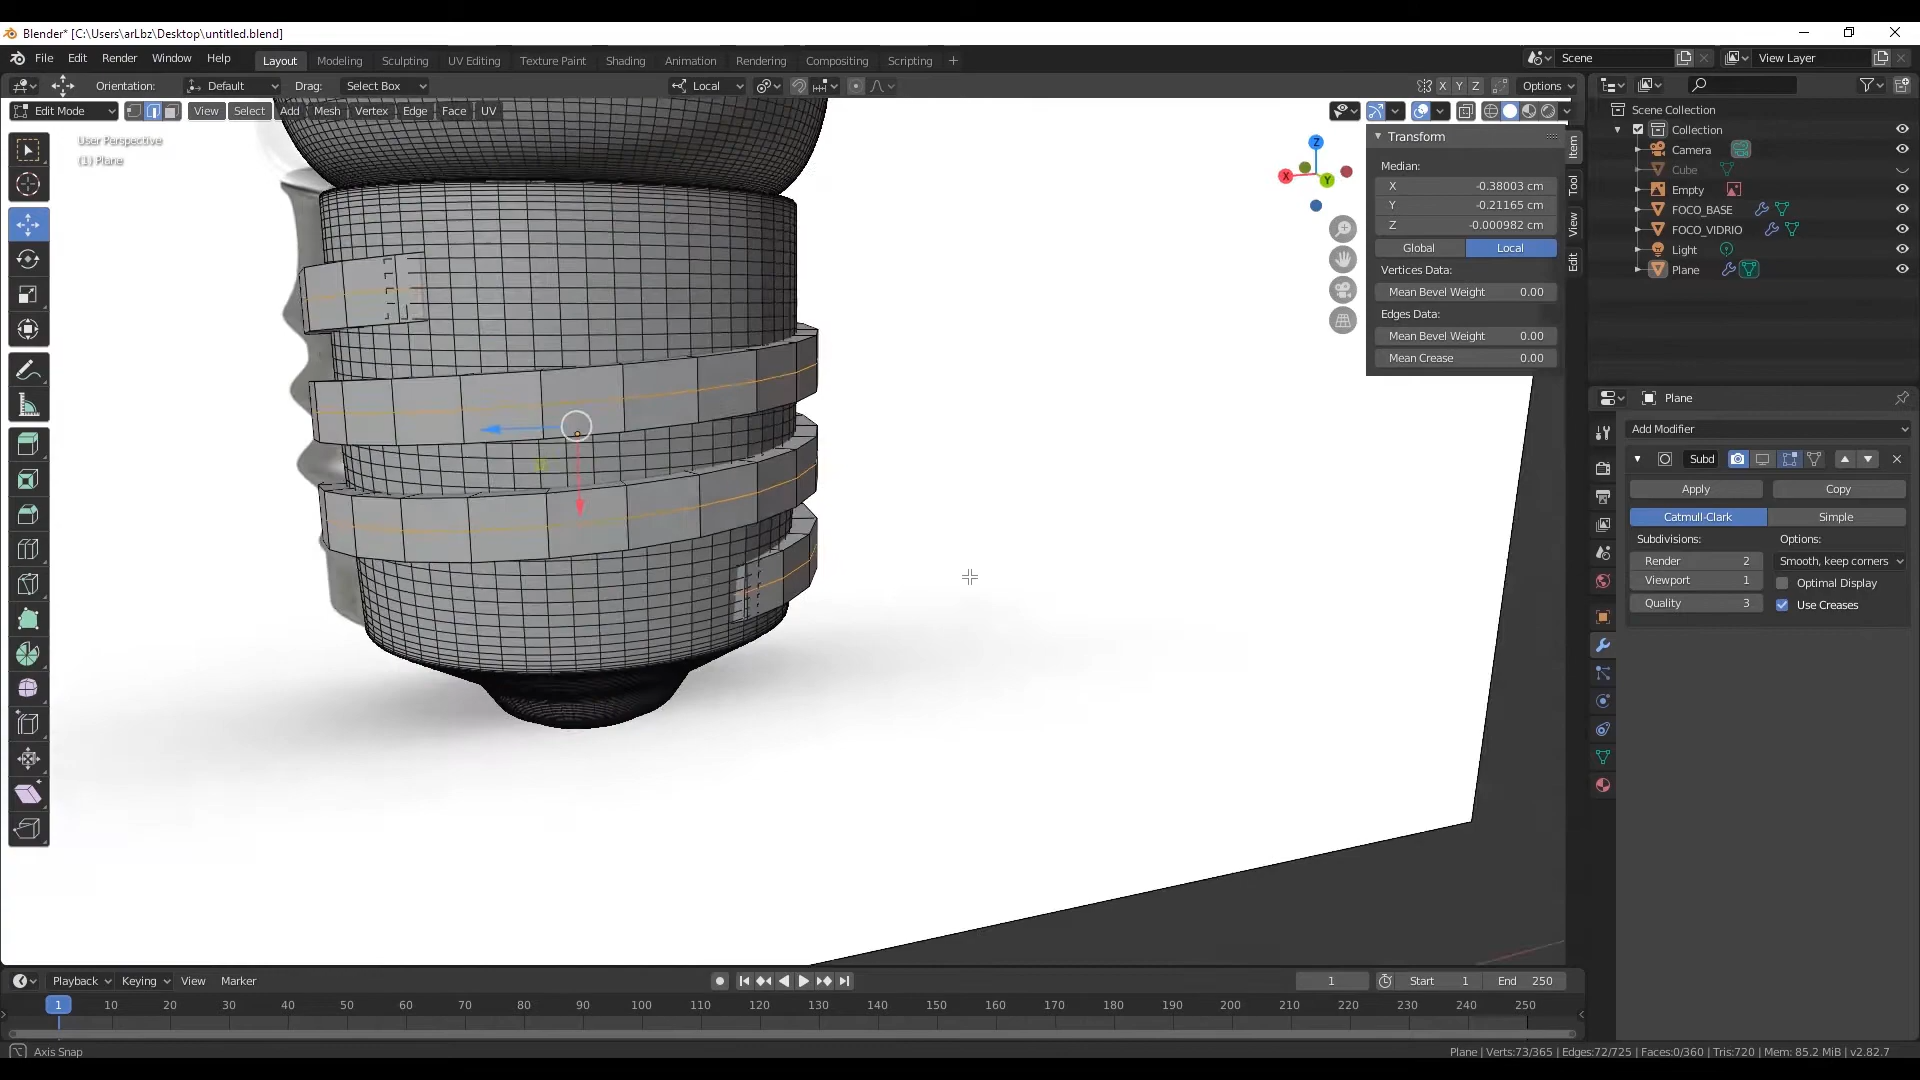 Blender* [C:\Users\arLbz\Desktop\untitled.blend]
File Edit Render Window Help Layout Modeling Sculpting UV Editing Texture Paint Shading Animation Rendering Compositing Scripting + Scene View Layer
Orientation: Default Drag: Select Box Local X Y Z Options
Edit Mode View Select Add Mesh Vertex Edge Face UV
User Perspective
(1) Plane
Z
X
Y
Transform
Median:
X -0.38003 cm
Y -0.21165 cm
Z -0.000982 cm
Global Local
Vertices Data:
Mean Bevel Weight 0.00
Edges Data:
Mean Bevel Weight 0.00
Mean Crease 0.00
Item
Tool
View
Edit
Scene Collection
Collection
Camera
Cube
Empty
FOCO_BASE
FOCO_VIDRIO
Light
Plane
Plane
Add Modifier
Subd
Apply Copy
Catmull-Clark Simple
Subdivisions: Options:
Render 2 Smooth, keep corners
Viewport 1 Optimal Display
Quality 3 Use Creases
Playback Keying View Marker 1 Start 1 End 250
1 10 20 30 40 50 60 70 80 90 100 110 120 130 140 150 160 170 180 190 200 210 220 230 240 250
Axis Snap
Plane | Verts:73/365 | Edges:72/725 | Faces:0/360 | Tris:720 | Mem: 85.2 MiB | v2.82.7